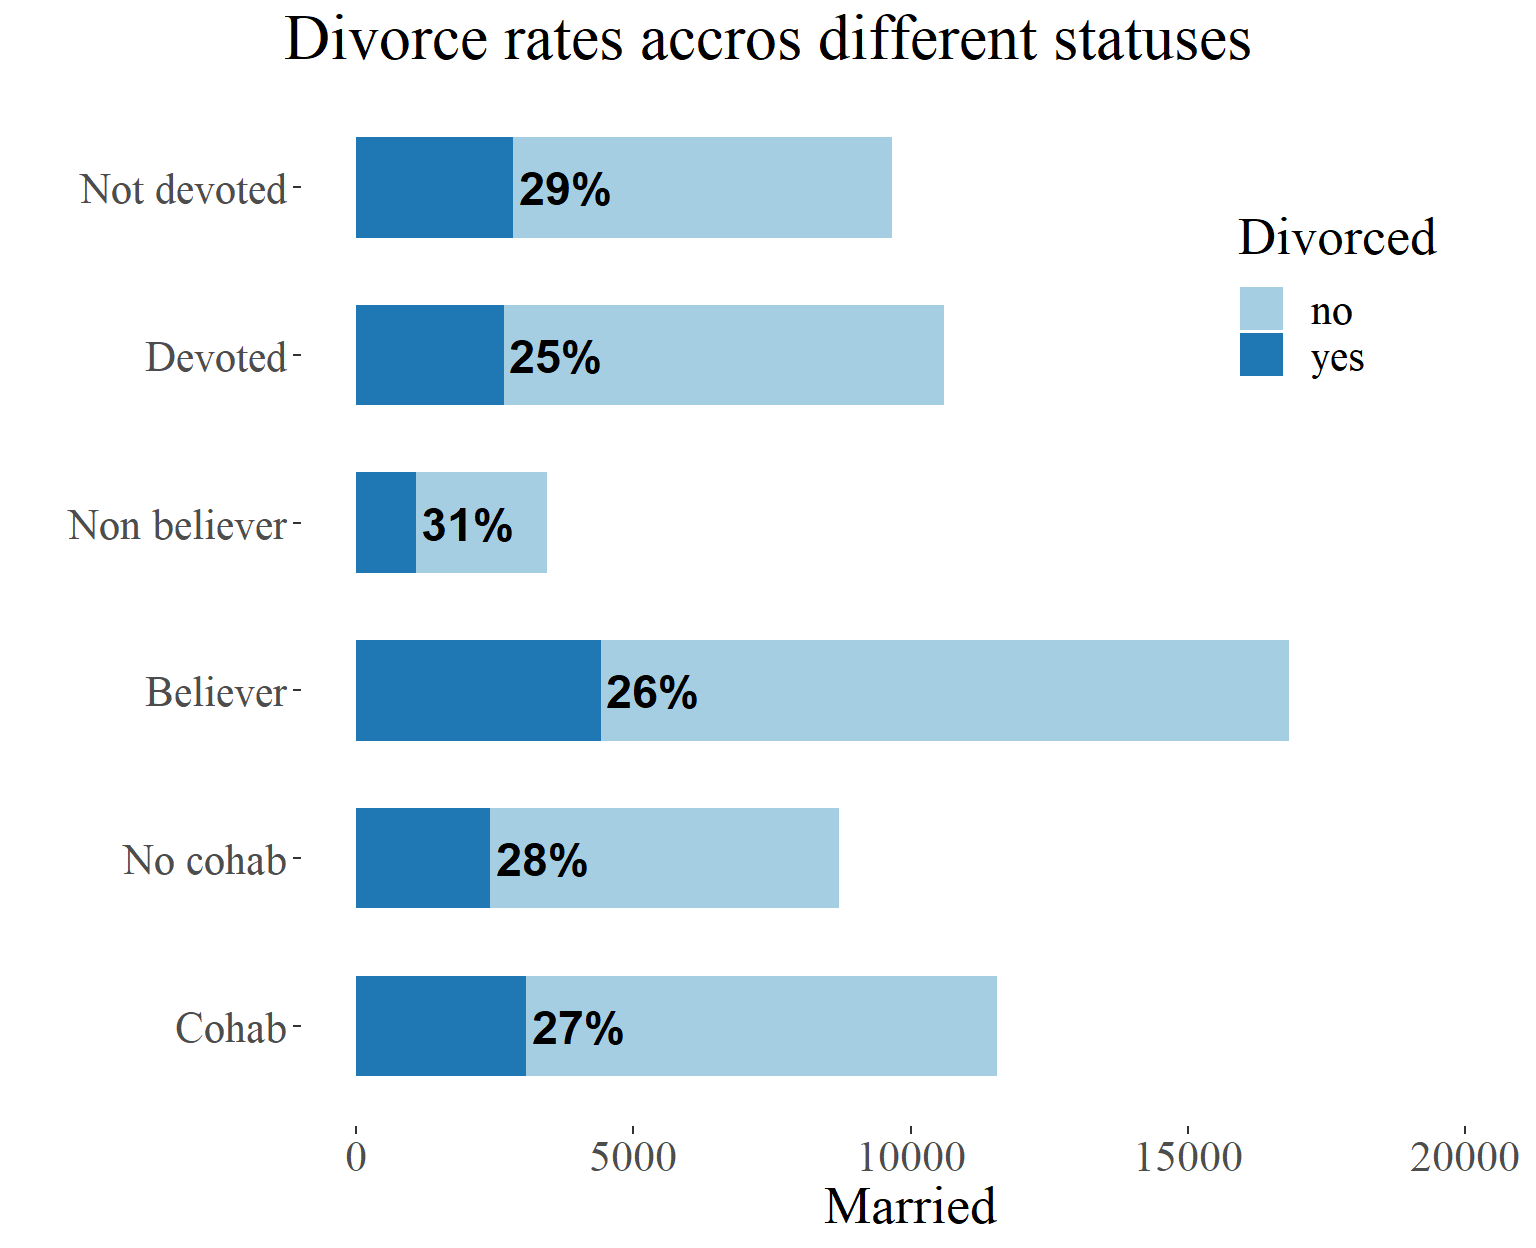 Divorce rates accros different statuses
Not devoted
29%
Devoted
25%
Non believer
31%
Believer
26%
No cohab
28%
Cohab
27%
Divorced
no
yes
0 5000 10000 15000 20000
Married